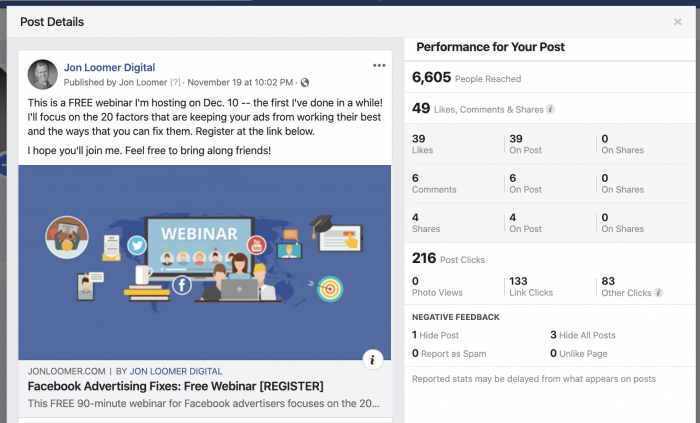 Post Details
×
Jon Loomer Digital
Published by Jon Loomer [?] · November 19 at 10:02 PM ·
This is a FREE webinar I'm hosting on Dec. 10 -- the first I've done in a while!
I'll focus on the 20 factors that are keeping your ads from working their best
and the ways that you can fix them. Register at the link below.
I hope you'll join me. Feel free to bring along friends!
WEBINAR
You
Tube
f
i
JONLOOMER.COM | BY JON LOOMER DIGITAL
Facebook Advertising Fixes: Free Webinar [REGISTER]
This FREE 90-minute webinar for Facebook advertisers focuses on the 20...
Performance for Your Post
6,605 People Reached
49 Likes, Comments & Shares i
39 39 0
Likes On Post On Shares
6 6 0
Comments On Post On Shares
4 4 0
Shares On Post On Shares
216 Post Clicks
0 133 83
Photo Views Link Clicks Other Clicks i
NEGATIVE FEEDBACK
1 Hide Post 3 Hide All Posts
0 Report as Spam 0 Unlike Page
Reported stats may be delayed from what appears on posts